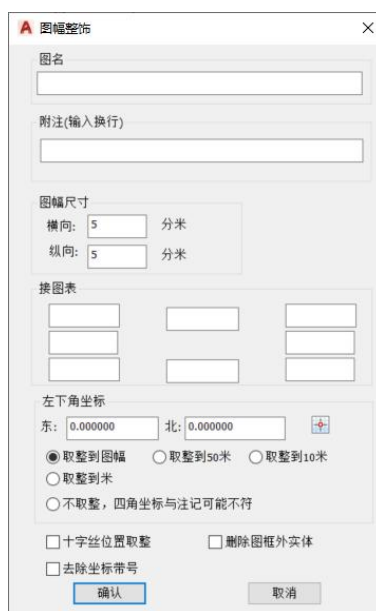 A 图幅整饰
图名
附注(输入换行)
图幅尺寸
横向: 5 分米
纵向: 5 分米
接图表
左下角坐标
东: 0.000000 北: 0.000000
取整到图幅 取整到50米 取整到10米
取整到米
不取整，四角坐标与注记可能不符
十字丝位置取整 删除图框外实体
去除坐标带号
确认 取消